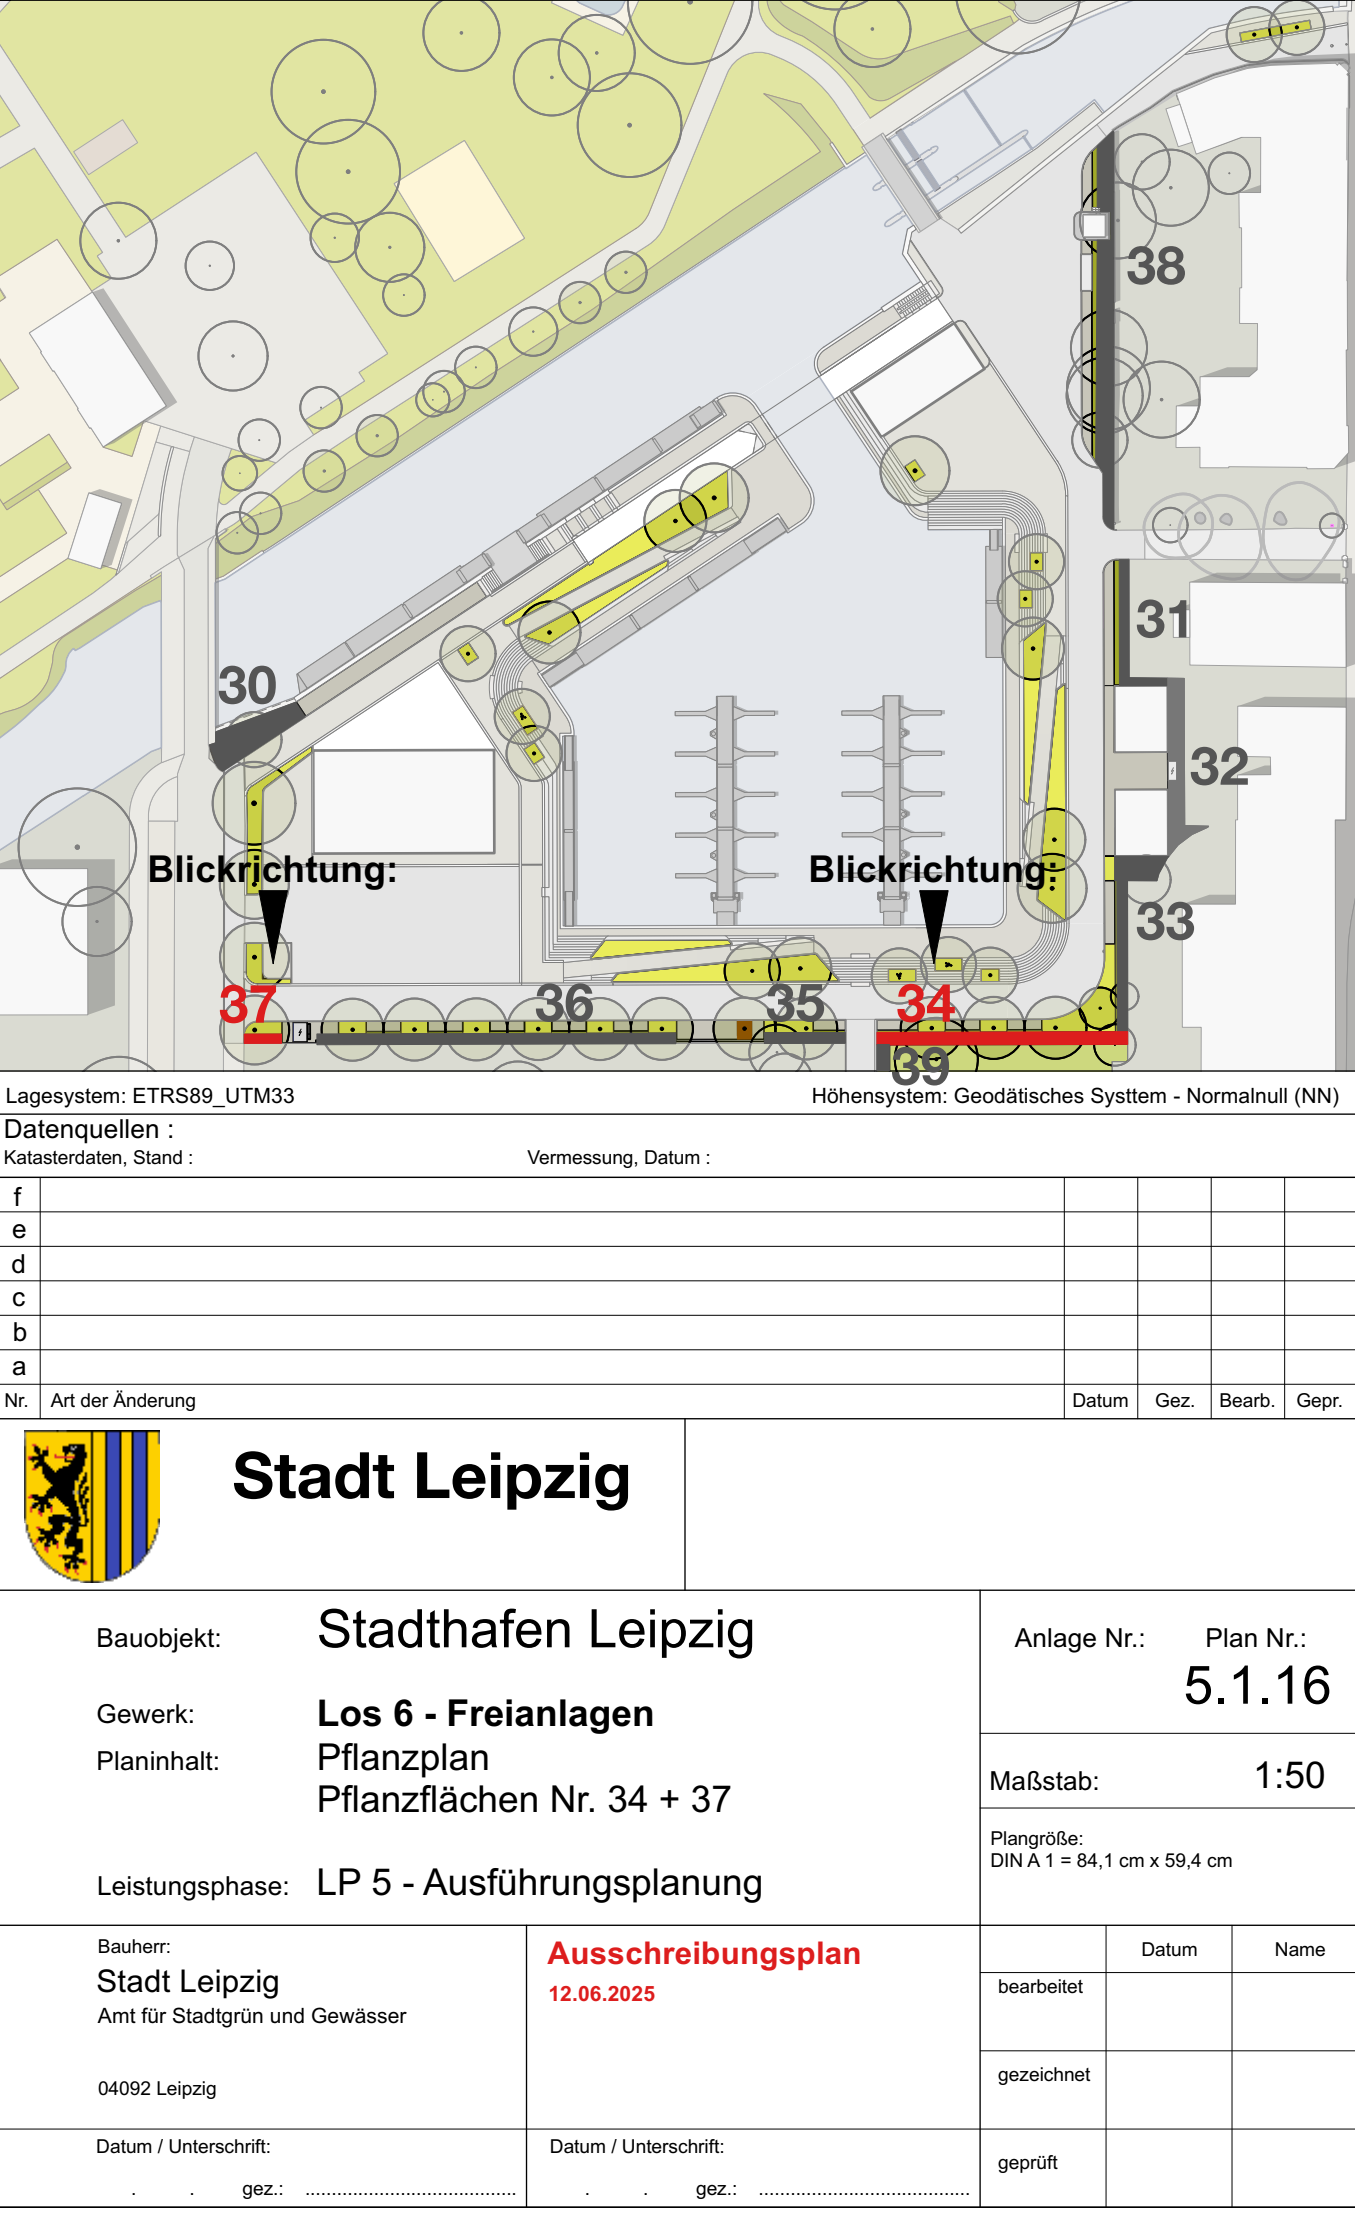 38
31
30
32
Blickrichtung:
Blickrichtung:
33
37
36
35
34
39
Lagesystem: ETRS89_UTM33
Höhensystem: Geodätisches Systtem - Normalnull (NN)
Datenquellen :
Katasterdaten, Stand :
Vermessung, Datum :
f
e
d
c
b
a
Nr. Art der Änderung Datum Gez. Bearb. Gepr.
Stadt Leipzig
Bauobjekt: Stadthafen Leipzig
Anlage Nr.: Plan Nr.:
5.1.16
Gewerk: Los 6 - Freianlagen
Planinhalt: Pflanzplan
Pflanzflächen Nr. 34 + 37
Maßstab: 1:50
Plangröße:
DIN A 1 = 84,1 cm x 59,4 cm
Leistungsphase: LP 5 - Ausführungsplanung
Bauherr:
Stadt Leipzig
Amt für Stadtgrün und Gewässer
04092 Leipzig
Ausschreibungsplan
12.06.2025
Datum Name
bearbeitet
gezeichnet
geprüft
Datum / Unterschrift:
. . gez.: ........................................
Datum / Unterschrift:
. . gez.: ........................................